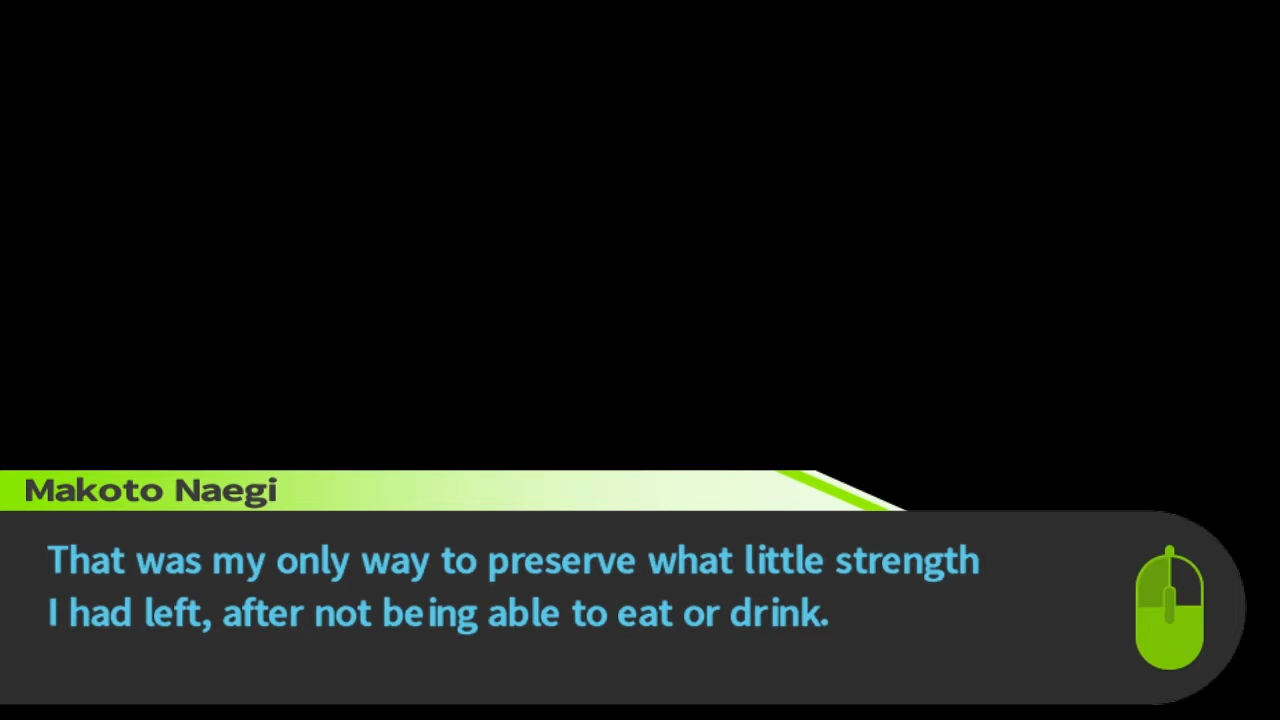 Makoto Naegi
That was my only way to preserve what little strength
I had left, after not being able to eat or drink.